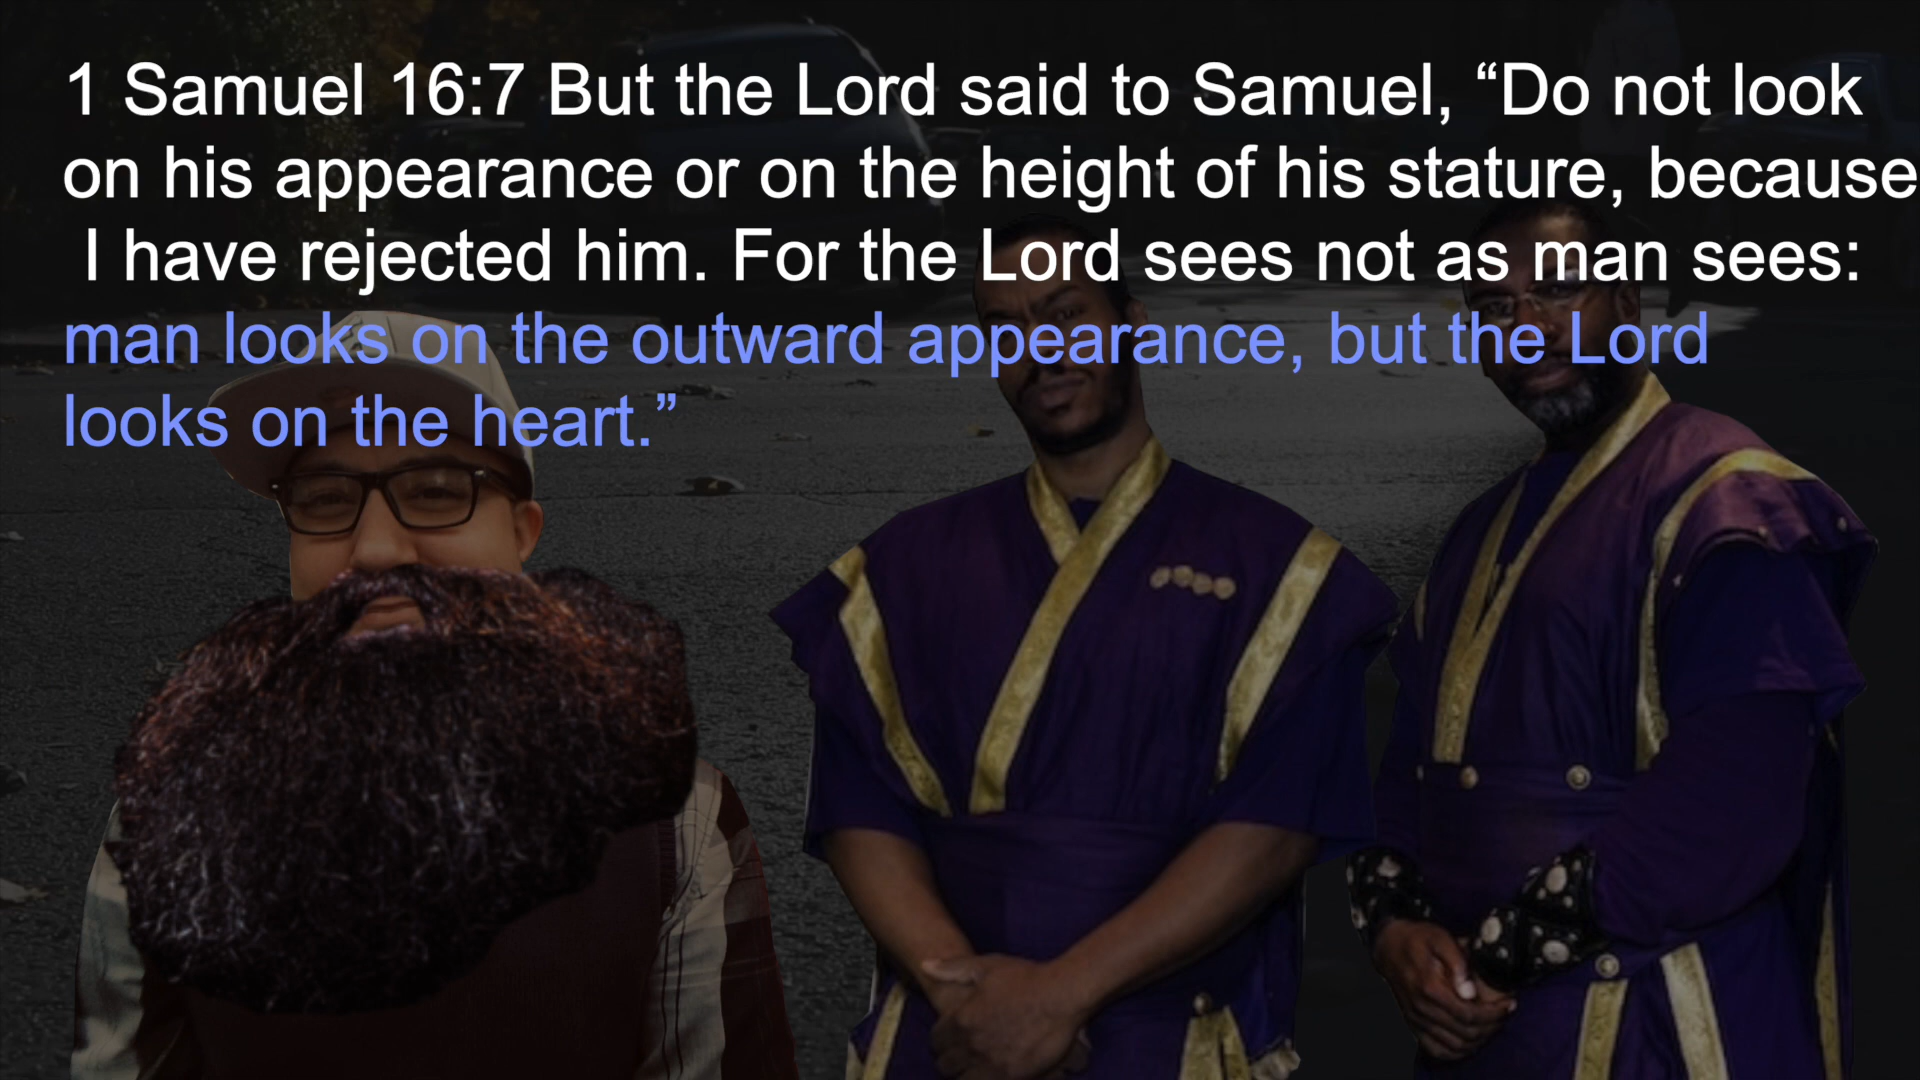 1 Samuel 16:7 But the Lord said to Samuel, “Do not look
on his appearance or on the height of his stature, because
I have rejected him. For the Lord sees not as man sees:
man looks on the outward appearance, but the Lord
looks on the heart.”